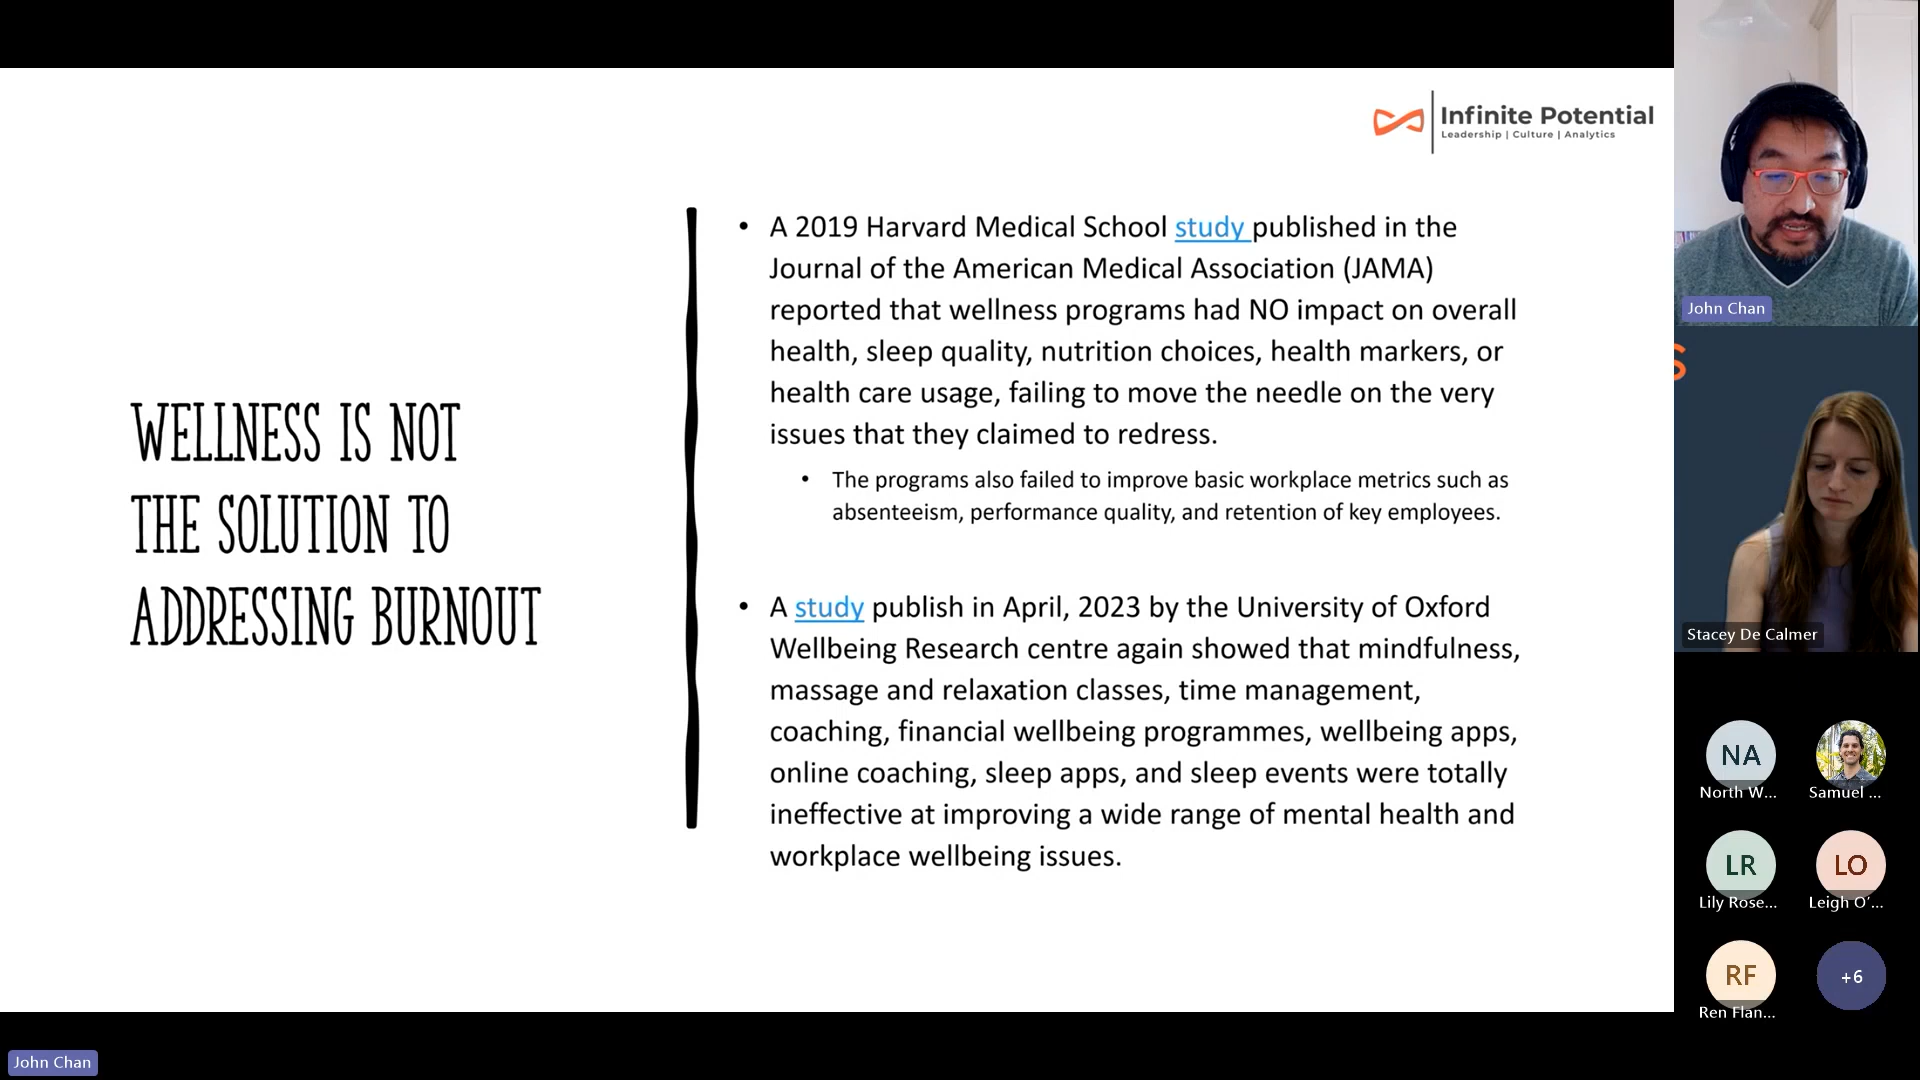 Infinite Potential
Leadership | Culture | Analytics
WELLNESS IS NOT
THE SOLUTION TO
ADDRESSING BURNOUT
• A 2019 Harvard Medical School study published in the
Journal of the American Medical Association (JAMA)
reported that wellness programs had NO impact on overall
health, sleep quality, nutrition choices, health markers, or
health care usage, failing to move the needle on the very
issues that they claimed to redress.
• The programs also failed to improve basic workplace metrics such as
absenteeism, performance quality, and retention of key employees.
• A study publish in April, 2023 by the University of Oxford
Wellbeing Research centre again showed that mindfulness,
massage and relaxation classes, time management,
coaching, financial wellbeing programmes, wellbeing apps,
online coaching, sleep apps, and sleep events were totally
ineffective at improving a wide range of mental health and
workplace wellbeing issues.
John Chan
S
Stacey De Calmer
NA
North W...
Samuel ...
LR
Lily Rose...
LO
Leigh O'...
RF
Ren Flan...
+6
John Chan